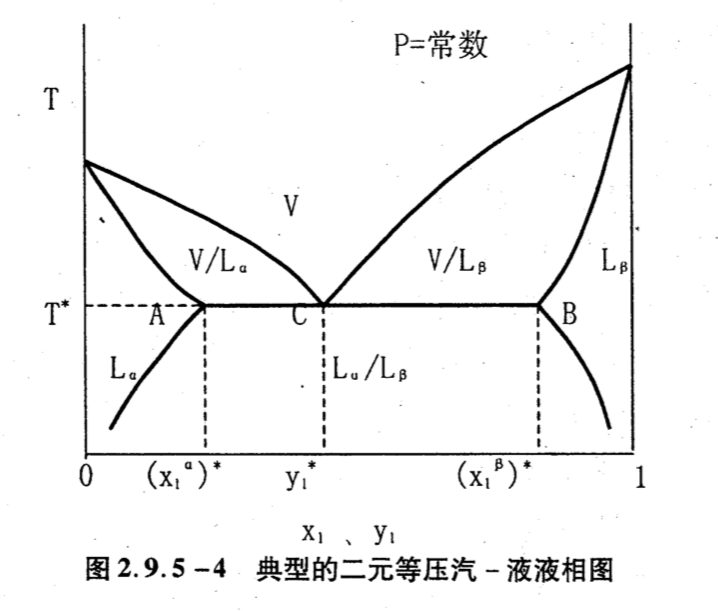 P=常数
T
V
V/Lα
V/Lβ
Lβ
T*
A
C
B
Lα
Lα/Lβ
0
(x₁ᵅ)*
y₁*
(x₁ᵝ)*
1
x₁、y₁
图2.9.5-4 典型的二元等压汽-液液相图